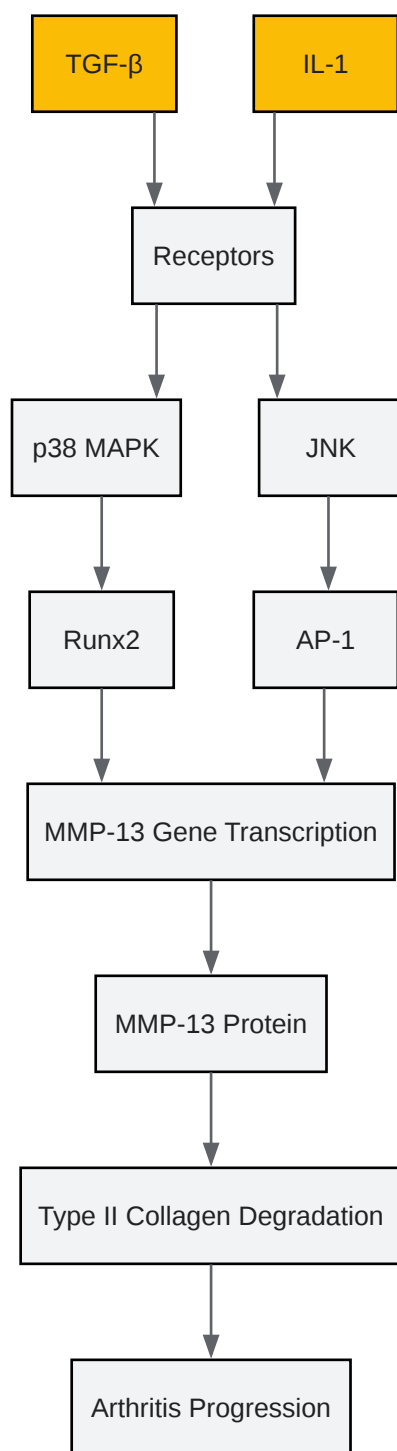 TGF-β
IL-1
Receptors
p38 MAPK
JNK
Runx2
AP-1
MMP-13 Gene Transcription
MMP-13 Protein
Type II Collagen Degradation
Arthritis Progression